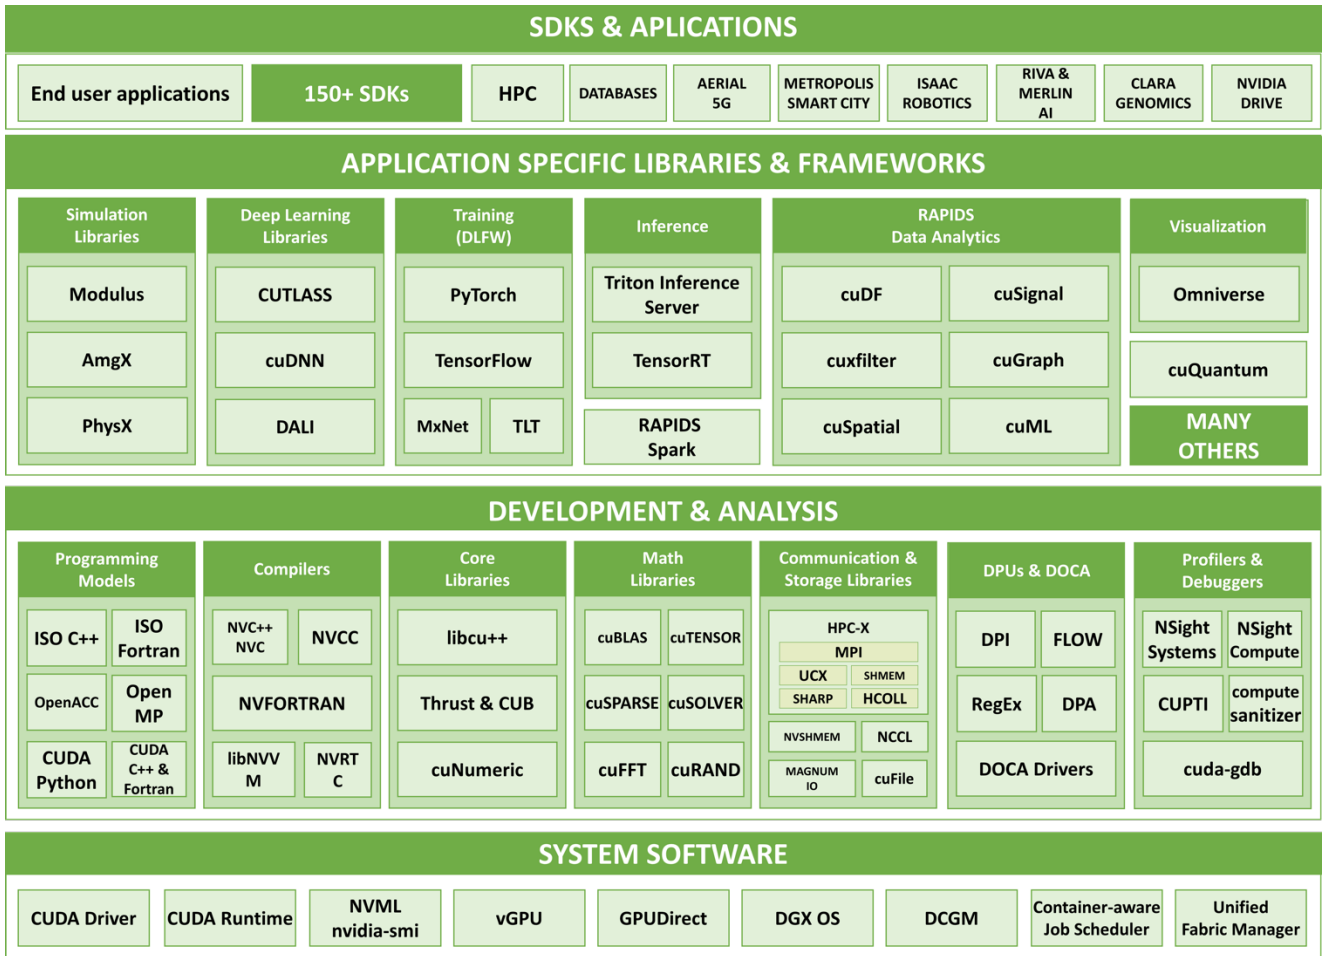 SDKS & APLICATIONS
End user applications
150+ SDKs
HPC
DATABASES
AERIAL
5G
METROPOLIS
SMART CITY
ISAAC
ROBOTICS
RIVA &
MERLIN
AI
CLARA
GENOMICS
NVIDIA
DRIVE
APPLICATION SPECIFIC LIBRARIES & FRAMEWORKS
Simulation
Libraries
Modulus
AmgX
PhysX
Deep Learning
Libraries
CUTLASS
cuDNN
DALI
Training
(DLFW)
PyTorch
TensorFlow
MxNet
TLT
Inference
Triton Inference
Server
TensorRT
RAPIDS
Spark
RAPIDS
Data Analytics
cuDF
cuSignal
cuxfilter
cuGraph
cuSpatial
cuML
Visualization
Omniverse
cuQuantum
MANY
OTHERS
DEVELOPMENT & ANALYSIS
Programming
Models
ISO C++
ISO
Fortran
OpenACC
Open
MP
CUDA
Python
CUDA
C++ &
Fortran
Compilers
NVC++
NVC
NVCC
NVFORTRAN
libNVV
M
NVRT
C
Core
Libraries
libcu++
Thrust & CUB
cuNumeric
Math
Libraries
cuBLAS
cuTENSOR
cuSPARSE
cuSOLVER
cuFFT
cuRAND
Communication &
Storage Libraries
HPC-X
MPI
UCX
SHMEM
SHARP
HCOLL
NVSHMEM
NCCL
MAGNUM
IO
cuFile
DPUs & DOCA
DPI
FLOW
RegEx
DPA
DOCA Drivers
Profilers &
Debuggers
NSight
Systems
NSight
Compute
CUPTI
compute
sanitizer
cuda-gdb
SYSTEM SOFTWARE
CUDA Driver
CUDA Runtime
NVML
nvidia-smi
vGPU
GPUDirect
DGX OS
DCGM
Container-aware
Job Scheduler
Unified
Fabric Manager